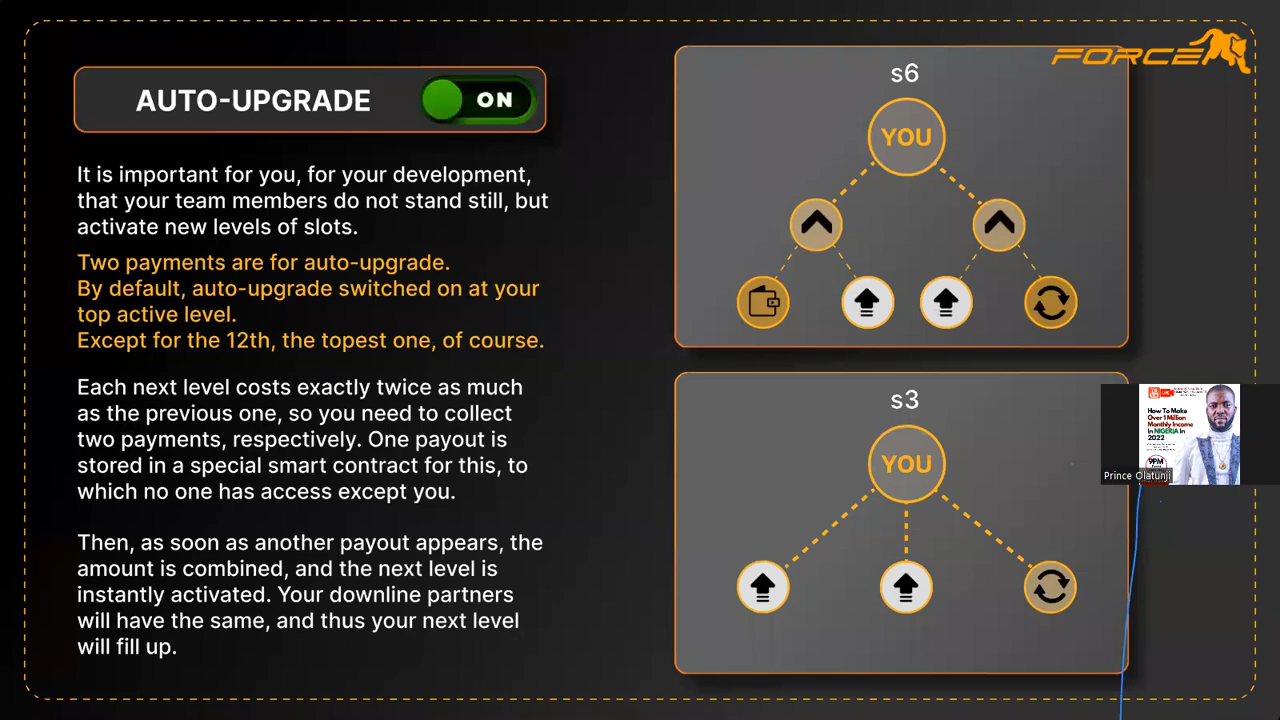 AUTO-UPGRADE
ON
It is important for you, for your development,
that your team members do not stand still, but
activate new levels of slots.
Two payments are for auto-upgrade.
By default, auto-upgrade switched on at your
top active level.
Except for the 12th, the topest one, of course.
Each next level costs exactly twice as much
as the previous one, so you need to collect
two payments, respectively. One payout is
stored in a special smart contract for this, to
which no one has access except you.
Then, as soon as another payout appears, the
amount is combined, and the next level is
instantly activated. Your downline partners
will have the same, and thus your next level
will fill up.
FORCE
s6
YOU
s3
YOU
How To Make
Over 1 Million
Monthly Income
In NIGERIA In
2022
9PM
Prince Olatunji